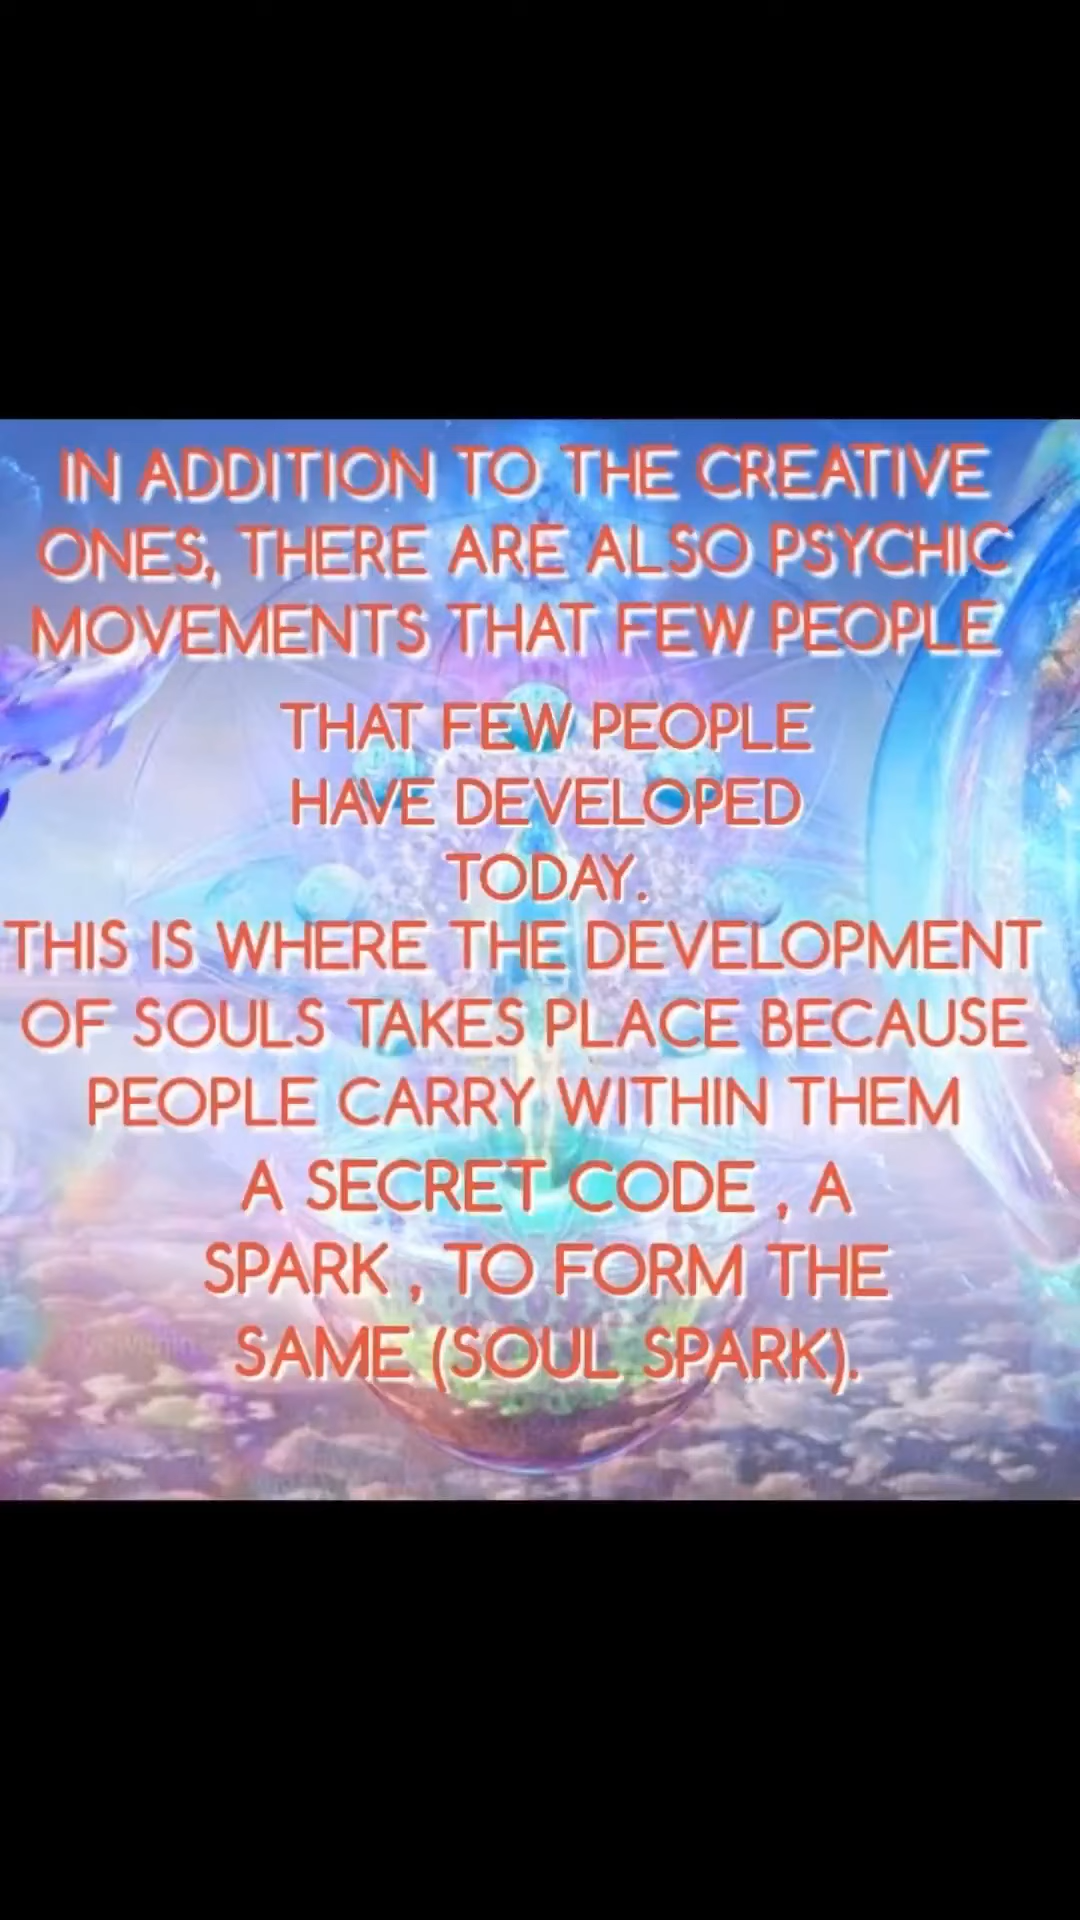 IN ADDITION TO THE CREATIVE
ONES, THERE ARE ALSO PSYCHIC
MOVEMENTS THAT FEW PEOPLE
THAT FEW PEOPLE
HAVE DEVELOPED
TODAY.
THIS IS WHERE THE DEVELOPMENT
OF SOULS TAKES PLACE BECAUSE
PEOPLE CARRY WITHIN THEM
A SECRET CODE , A
SPARK , TO FORM THE
SAME (SOUL SPARK).